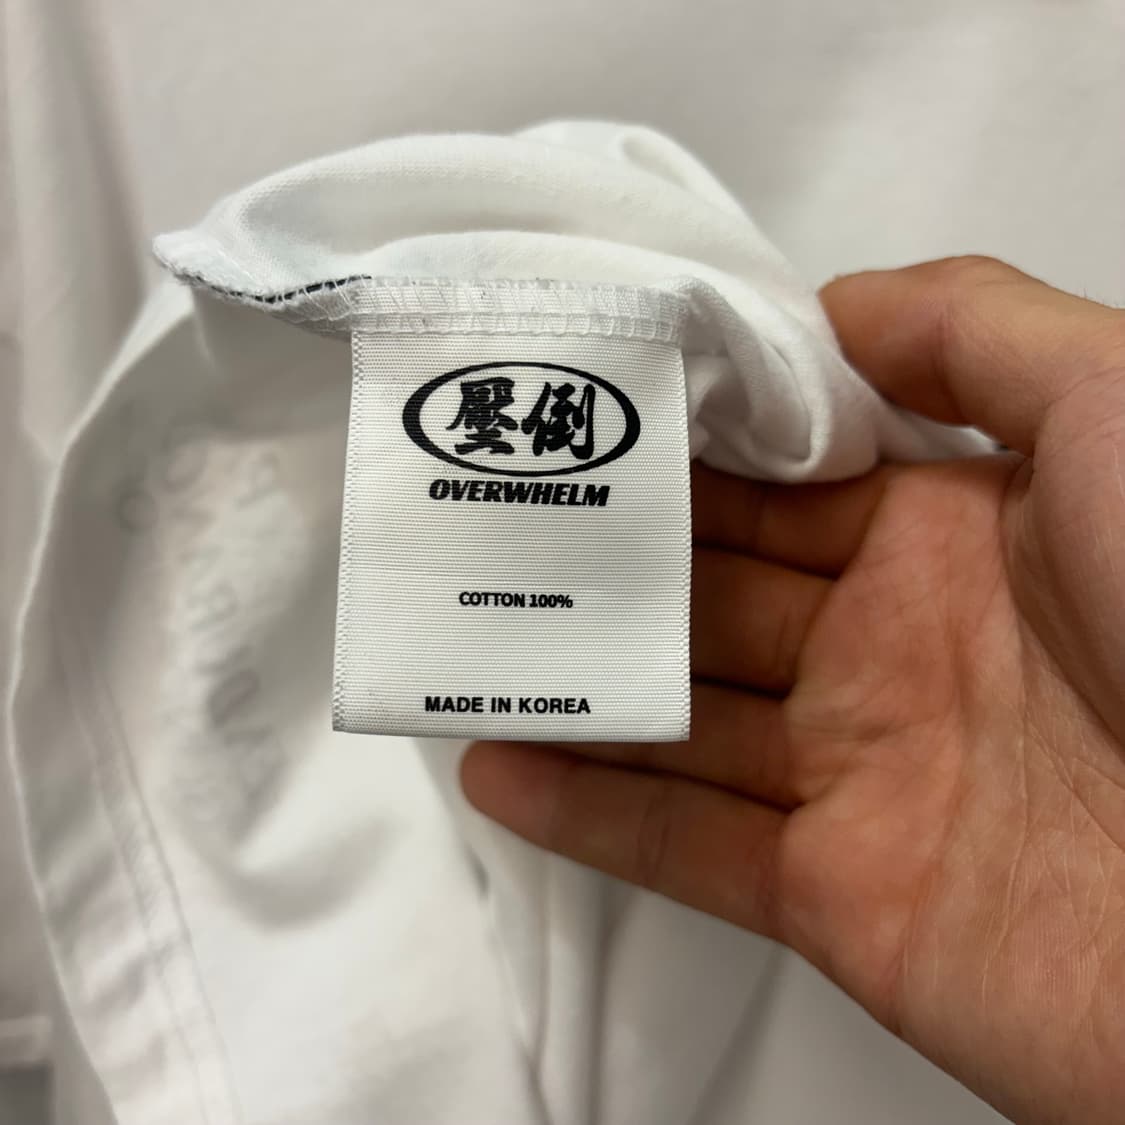 壓倒
OVERWHELM
COTTON 100%
MADE IN KOREA